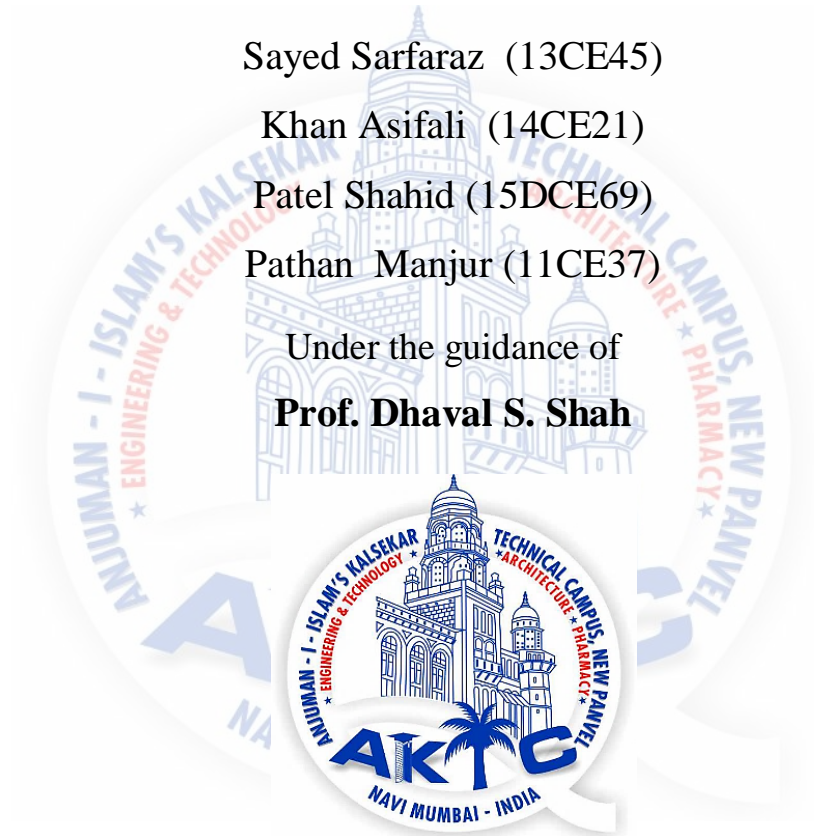 Sayed Sarfaraz (13CE45)
Khan Asifali (14CE21)
Patel Shahid (15DCE69)
Pathan Manjur (11CE37)
Under the guidance of
Prof. Dhaval S. Shah
ANJUMAN - I - ISLAM'S KALSEKAR TECHNICAL CAMPUS, NEW PANVEL
★ ENGINEERING & TECHNOLOGY ★ ARCHITECTURE ★ PHARMACY ★
AKTC
NAVI MUMBAI - INDIA